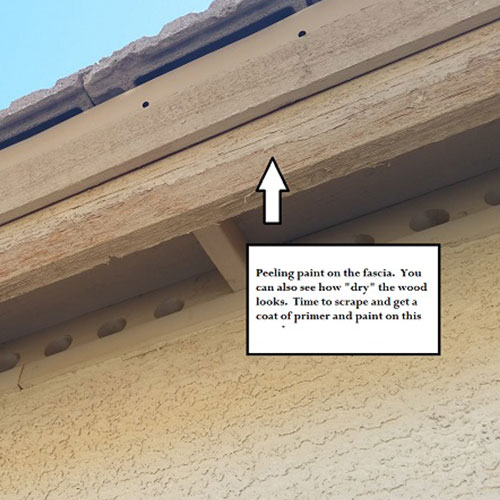 Peeling paint on the fascia. You
can also see how "dry" the wood
looks. Time to scrape and get a
coat of primer and paint on this